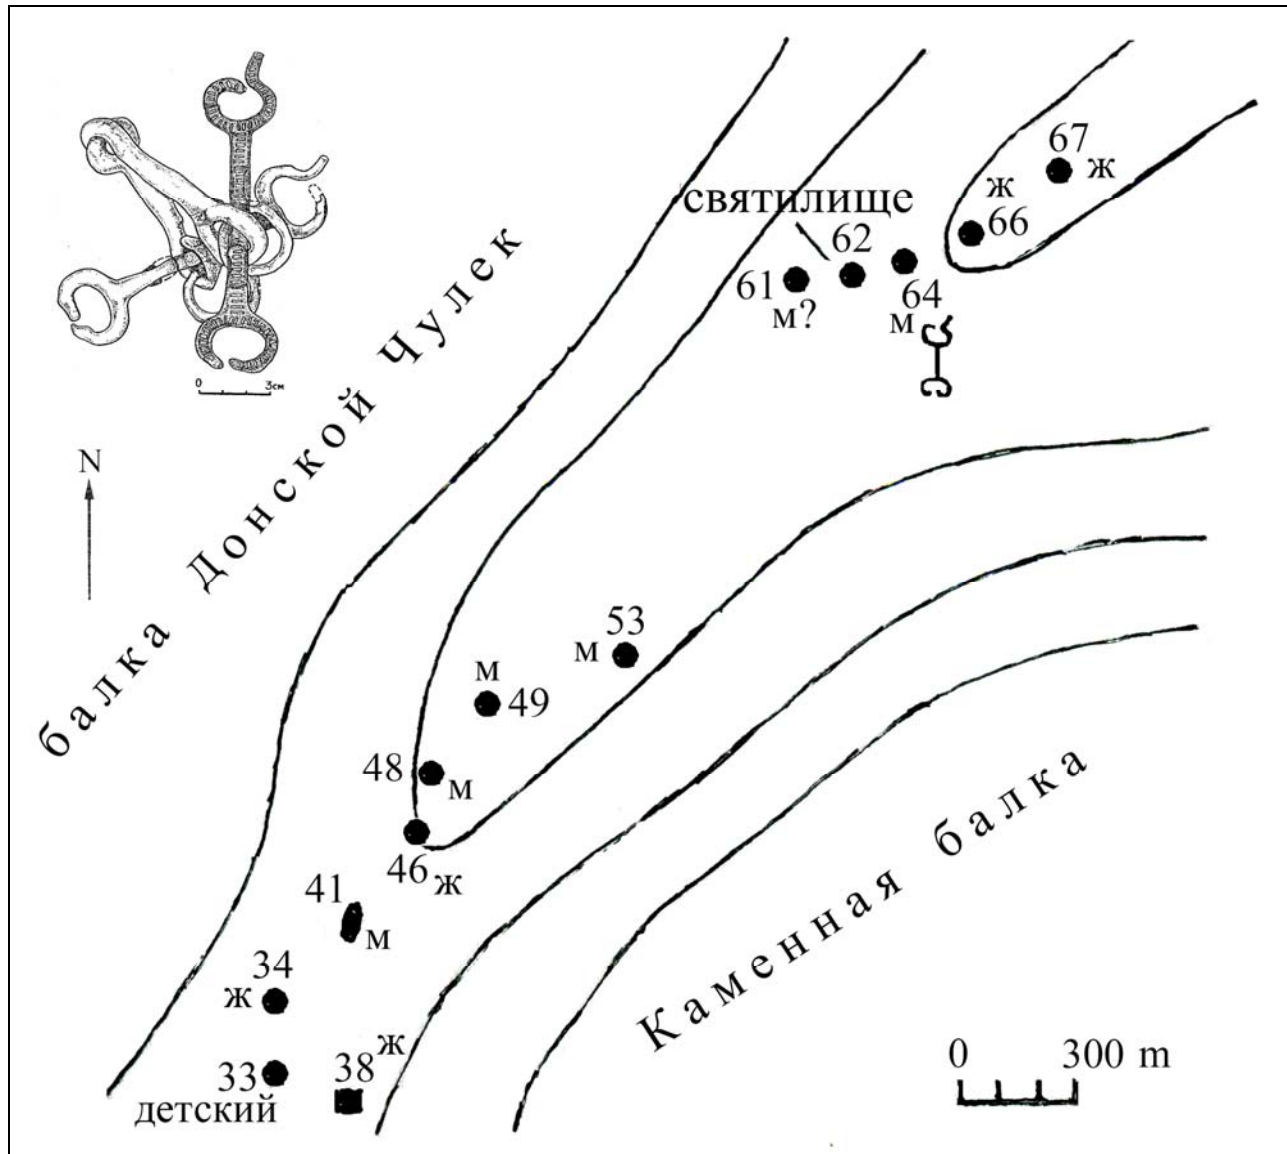 0 3см
N
балка Донской Чулек
святилище
61
м?
62
64
м
67
ж
ж
66
53
м
м
49
48
м
46
ж
41
м
34
ж
33
детский
38
ж
Каменная балка
0 300 m